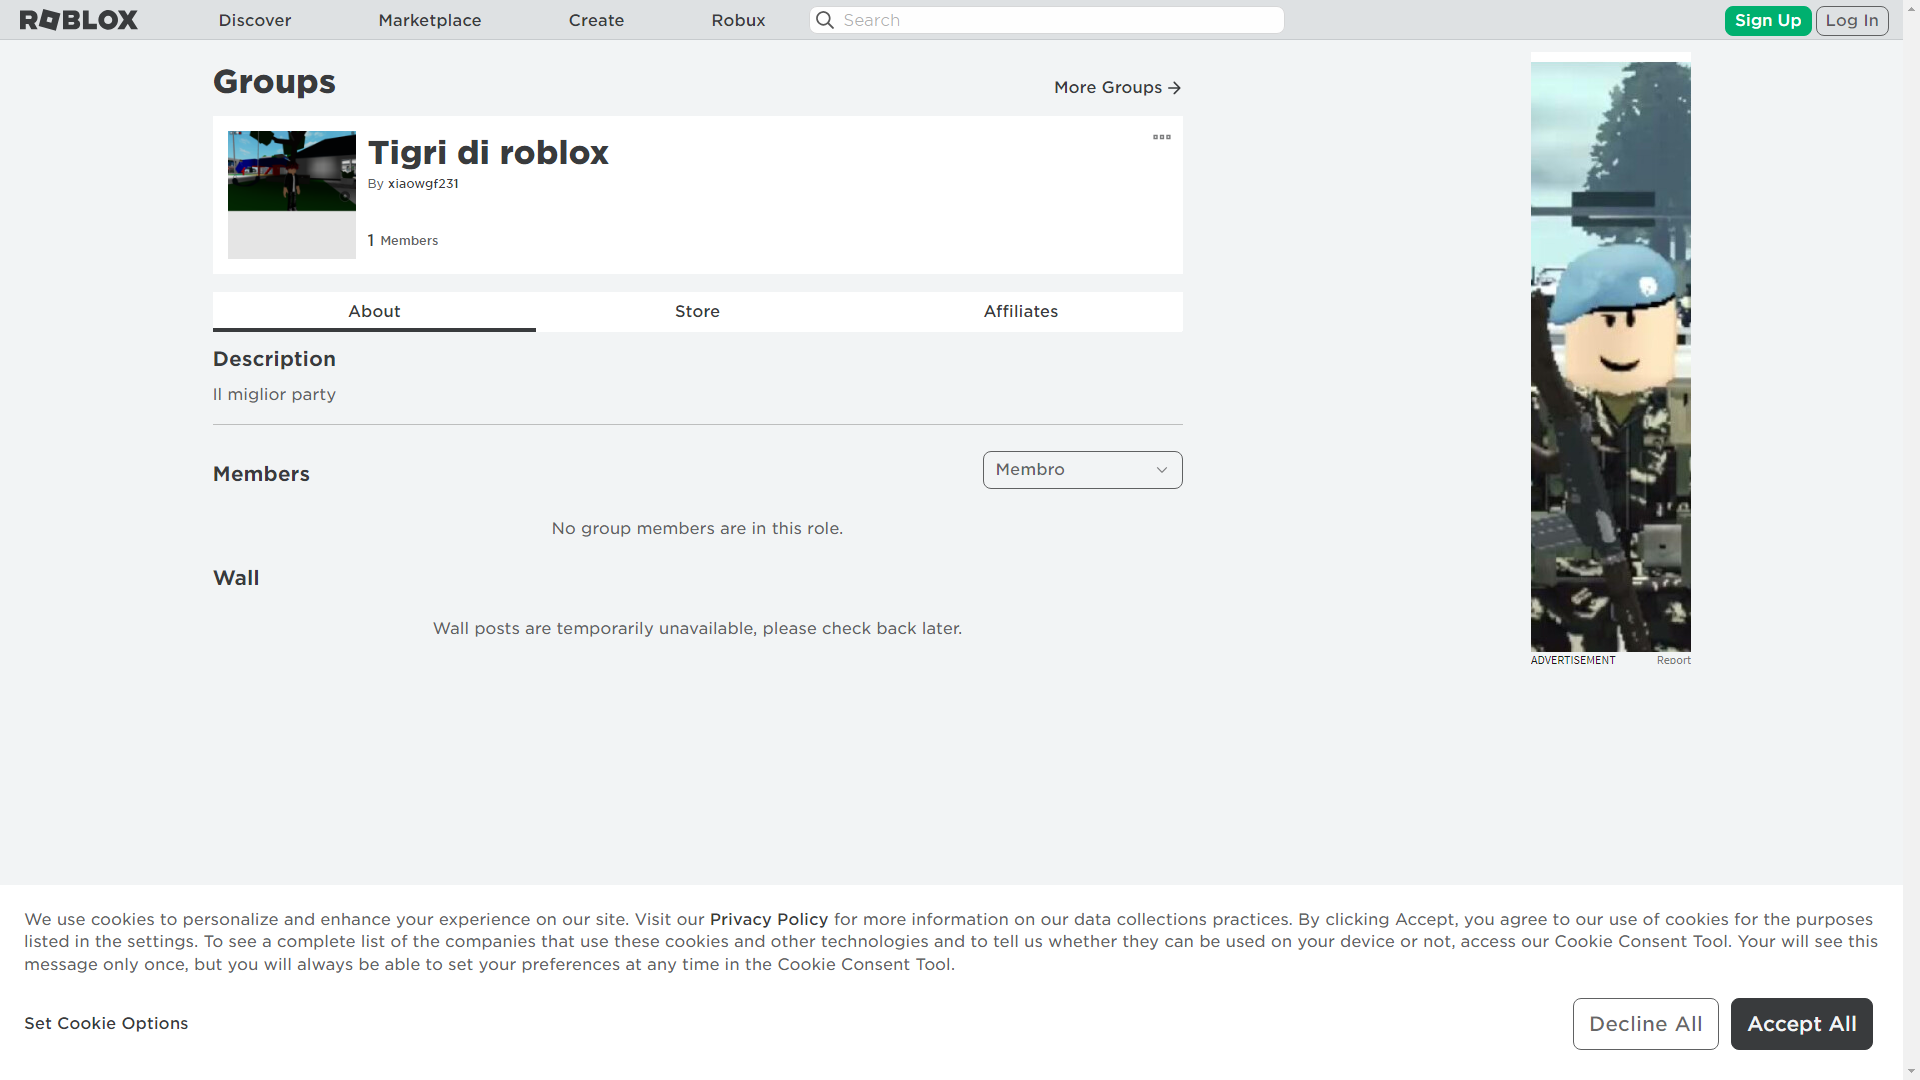 ROBLOX
Discover
Marketplace
Create
Robux
Search
Sign Up
Log In
Groups
More Groups
Tigri di roblox
By xiaowgf231
1 Members
About
Store
Affiliates
Description
Il miglior party
Members
Membro
No group members are in this role.
Wall
Wall posts are temporarily unavailable, please check back later.
ADVERTISEMENT
Report
We use cookies to personalize and enhance your experience on our site. Visit our Privacy Policy for more information on our data collections practices. By clicking Accept, you agree to our use of cookies for the purposes
listed in the settings. To see a complete list of the companies that use these cookies and other technologies and to tell us whether they can be used on your device or not, access our Cookie Consent Tool. Your will see this
message only once, but you will always be able to set your preferences at any time in the Cookie Consent Tool.
Set Cookie Options
Decline All
Accept All